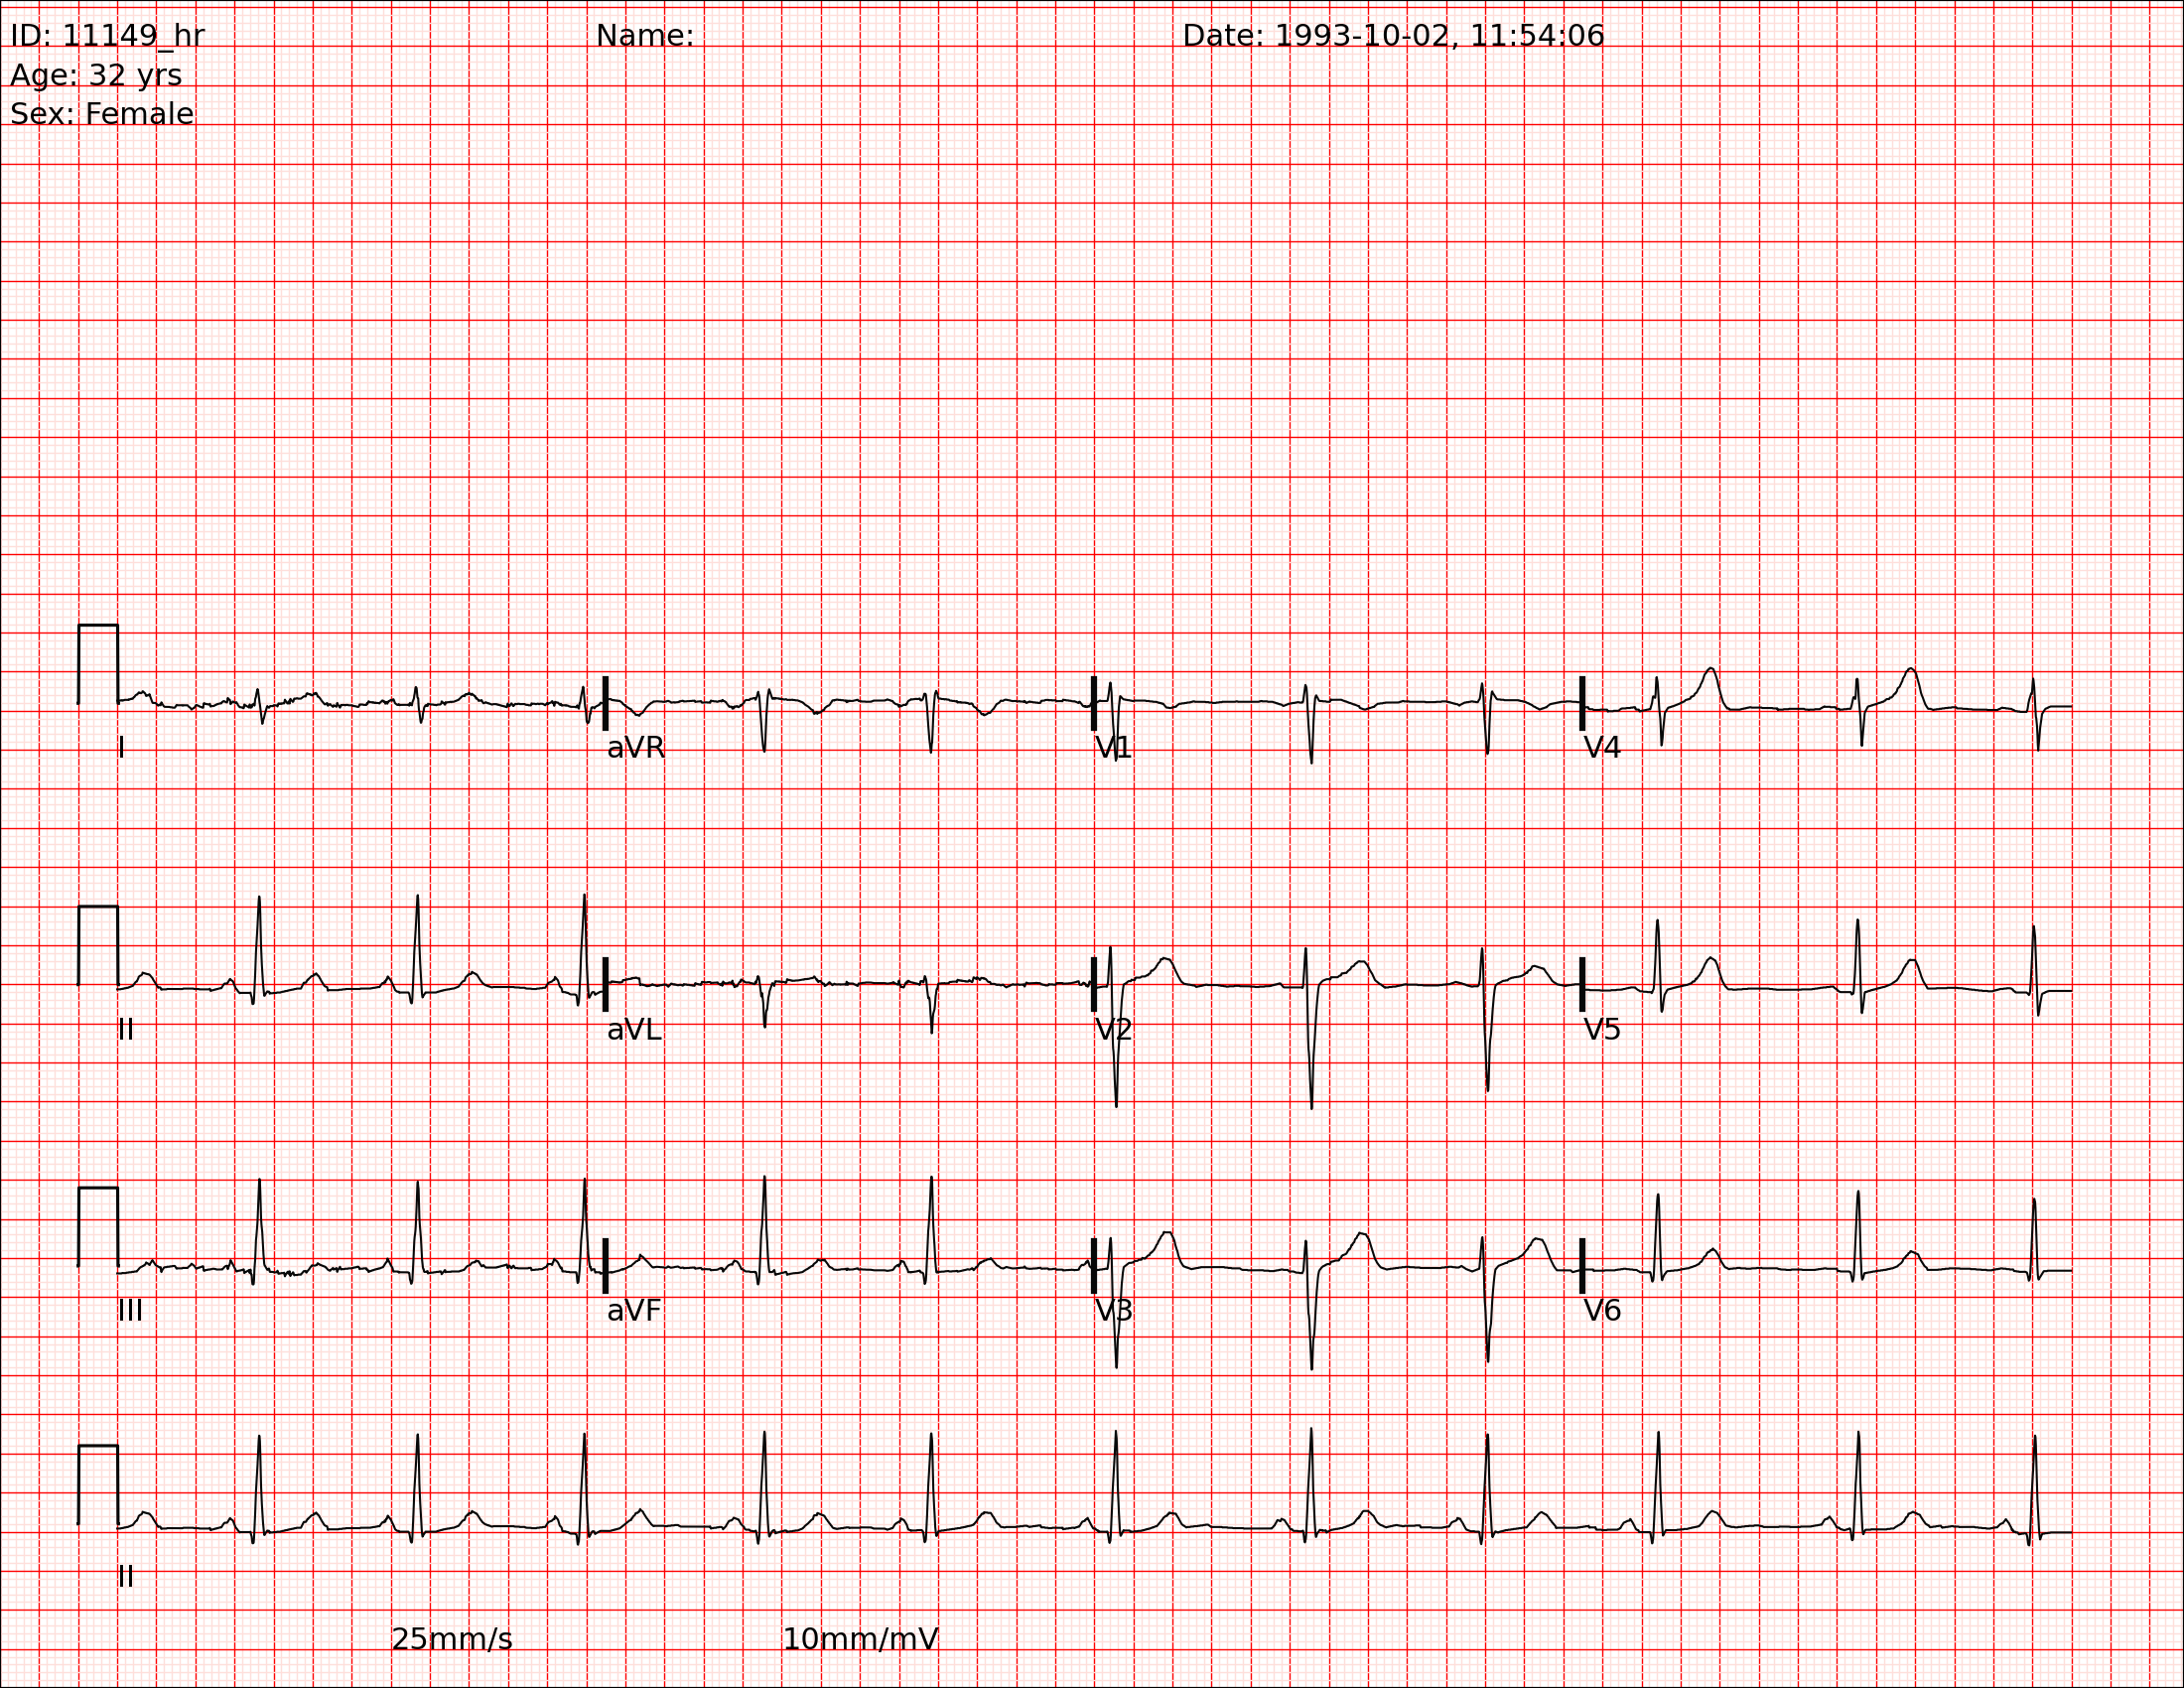 ID: 11149_hr
Name:
Date: 1993-10-02, 11:54:06
Age: 32 yrs
Sex: Female
I
aVR
V1
V4
II
aVL
V2
V5
III
aVF
V3
V6
II
25mm/s
10mm/mV